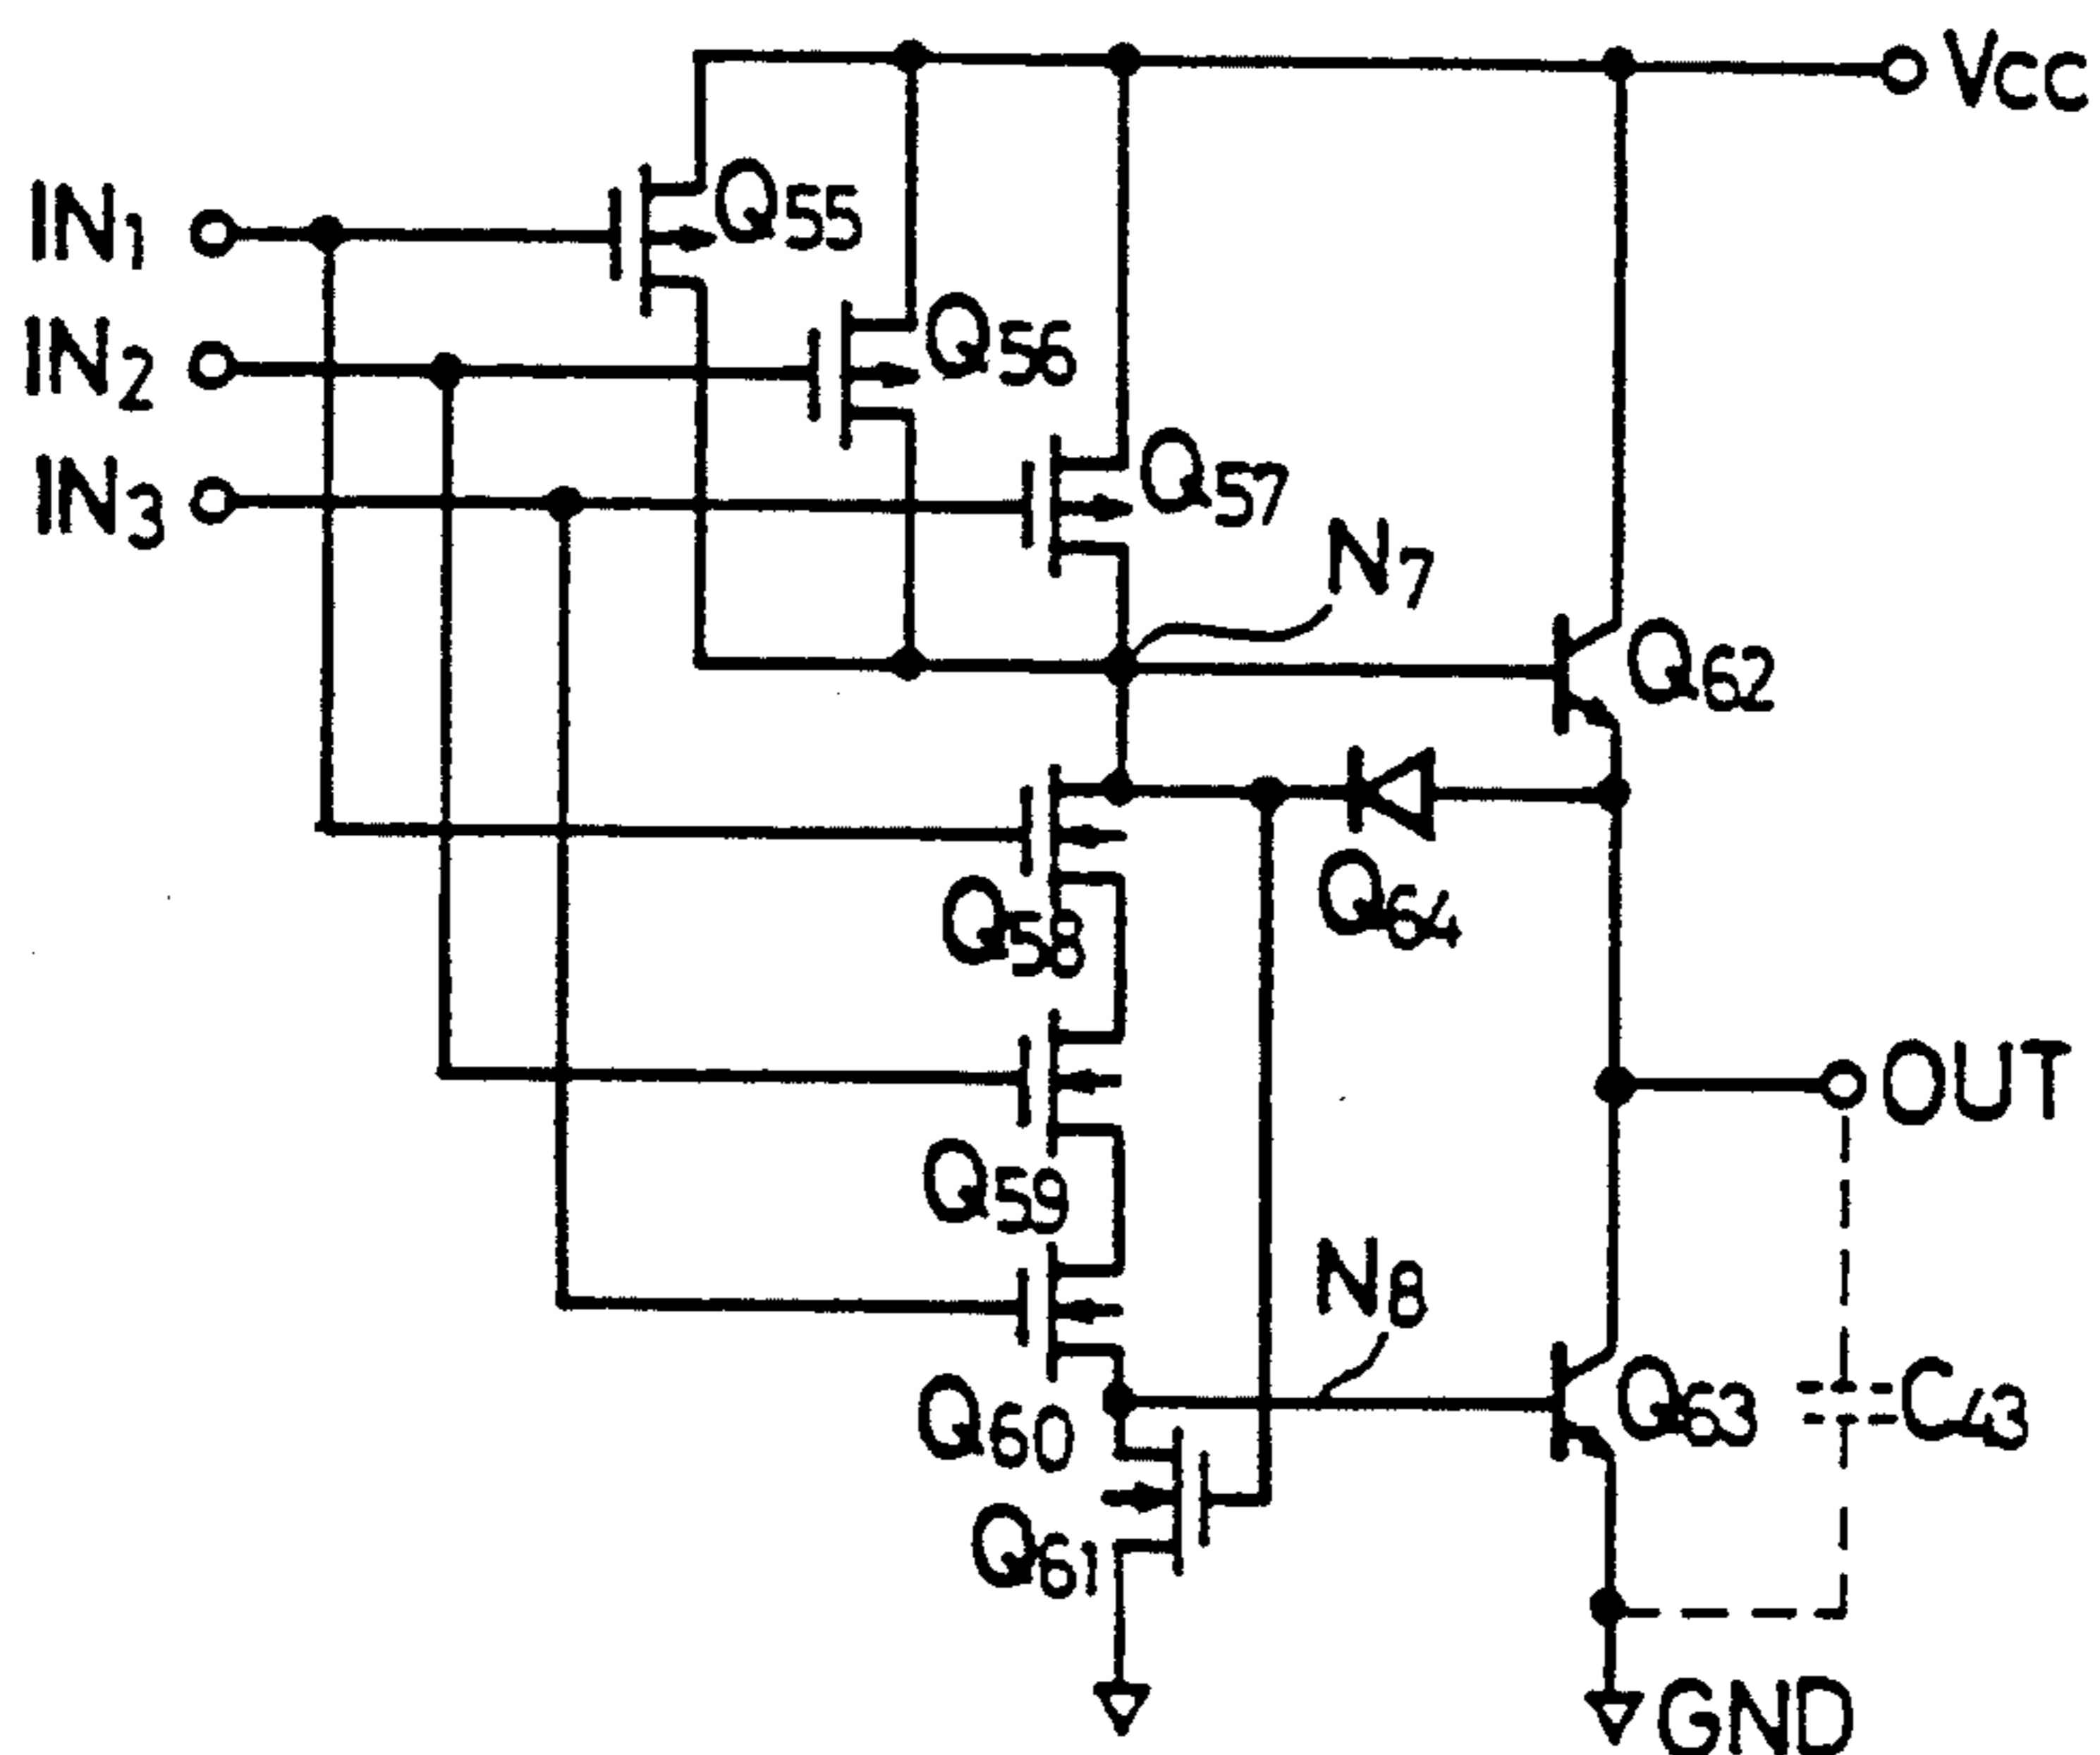 VCC
IN1
Q55
IN2
Q56
IN3
Q57
N7
Q62
Q64
Q58
OUT
Q59
N8
Q60
Q63
C43
Q61
GND